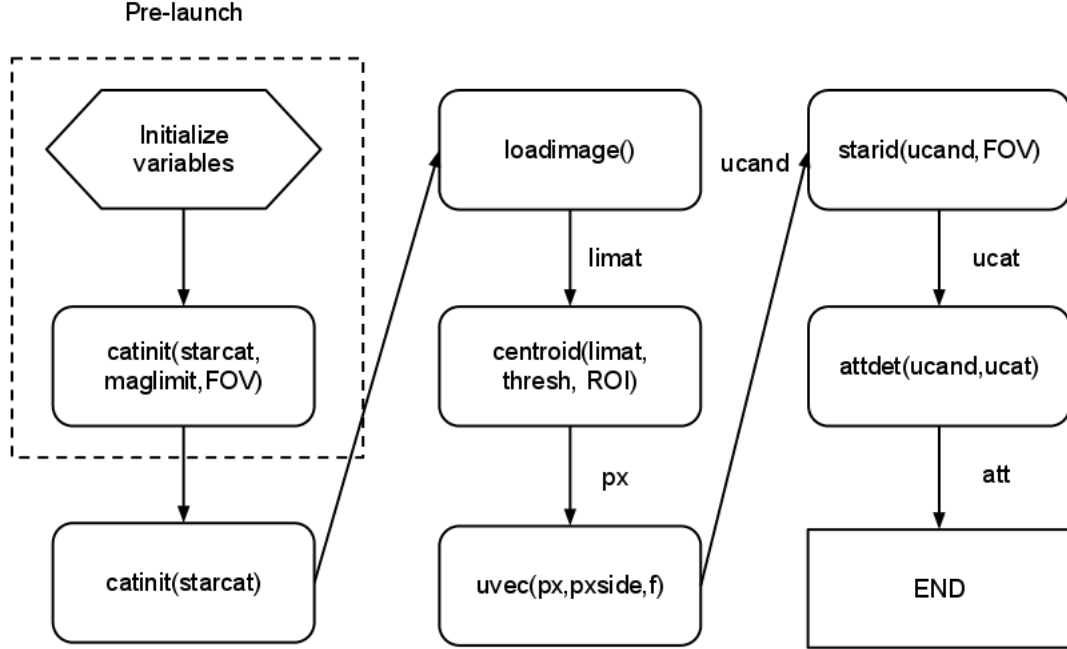 Pre-launch
Initialize
variables
catinit(starcat,
maglimit,FOV)
catinit(starcat)
loadimage()
limat
centroid(limat,
thresh, ROI)
px
uvec(px,pxside,f)
ucand
starid(ucand,FOV)
ucat
attdet(ucand,ucat)
att
END